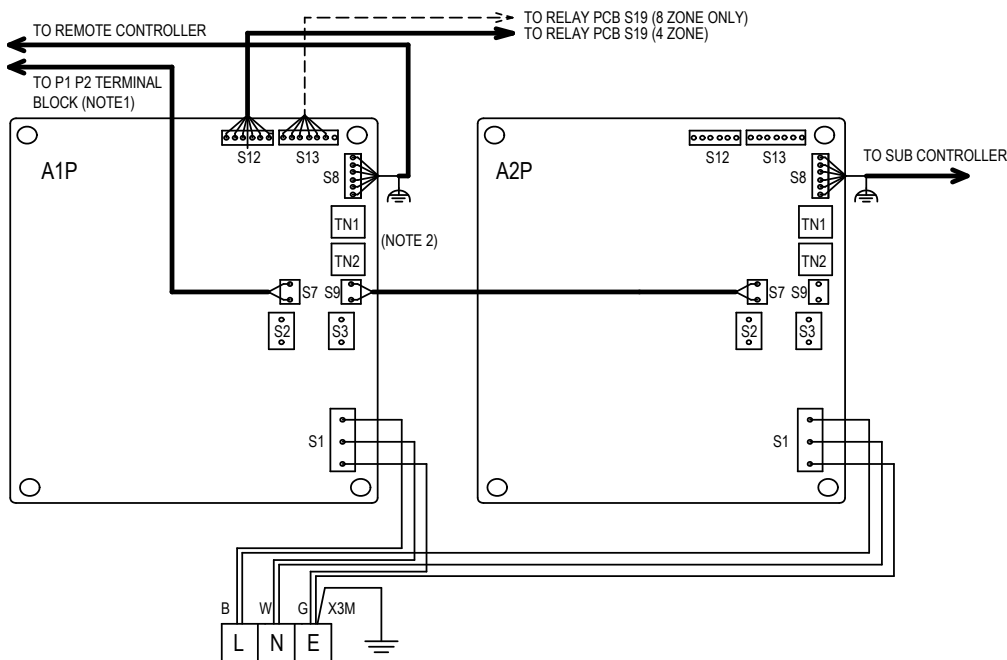 TO RELAY PCB S19 (8 ZONE ONLY)
TO RELAY PCB S19 (4 ZONE)
TO REMOTE CONTROLLER
TO P1 P2 TERMINAL
BLOCK (NOTE1)
A1P
S12
S13
S8
TN1
(NOTE 2)
TN2
S7
S9
S2
S3
S1
A2P
S12
S13
S8
TO SUB CONTROLLER
TN1
TN2
S7
S9
S2
S3
S1
B
W
G
X3M
L
N
E